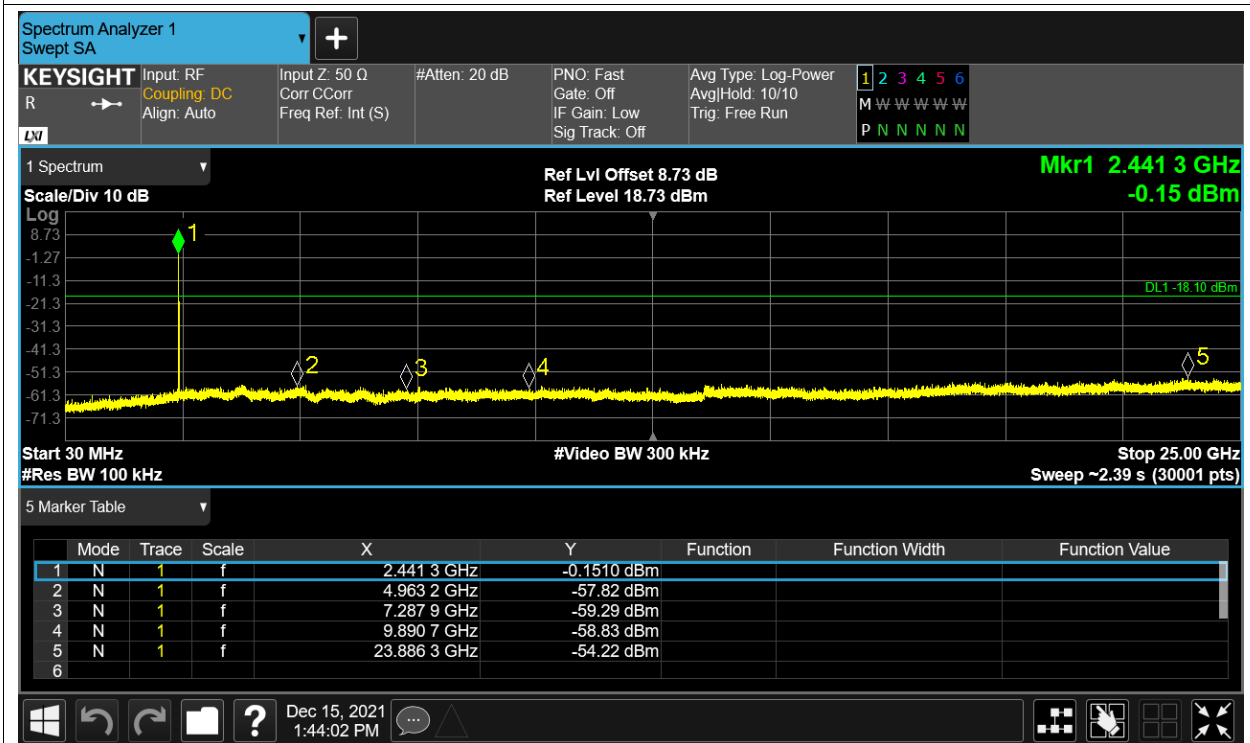 Spectrum Analyzer 1
Swept SA
KEYSIGHT
R
LXI
Input: RF
Coupling: DC
Align: Auto
Input Z: 50 Ω
Corr CCorr
Freq Ref: Int (S)
#Atten: 20 dB
PNO: Fast
Gate: Off
IF Gain: Low
Sig Track: Off
Avg Type: Log-Power
Avg|Hold: 10/10
Trig: Free Run
1 2 3 4 5 6
M W W W W W
P N N N N N
1 Spectrum
Scale/Div 10 dB
Ref Lvl Offset 8.73 dB
Ref Level 18.73 dBm
Mkr1 2.441 3 GHz
-0.15 dBm
Log
8.73
-1.27
-11.3
-21.3
-31.3
-41.3
-51.3
-61.3
-71.3
1
2
3
4
5
DL1 -18.10 dBm
Start 30 MHz
#Res BW 100 kHz
#Video BW 300 kHz
Stop 25.00 GHz
Sweep ~2.39 s (30001 pts)
5 Marker Table
Mode Trace Scale X Y Function Function Width Function Value
1 N 1 f 2.441 3 GHz -0.1510 dBm
2 N 1 f 4.963 2 GHz -57.82 dBm
3 N 1 f 7.287 9 GHz -59.29 dBm
4 N 1 f 9.890 7 GHz -58.83 dBm
5 N 1 f 23.886 3 GHz -54.22 dBm
6
?
Dec 15, 2021
1:44:02 PM